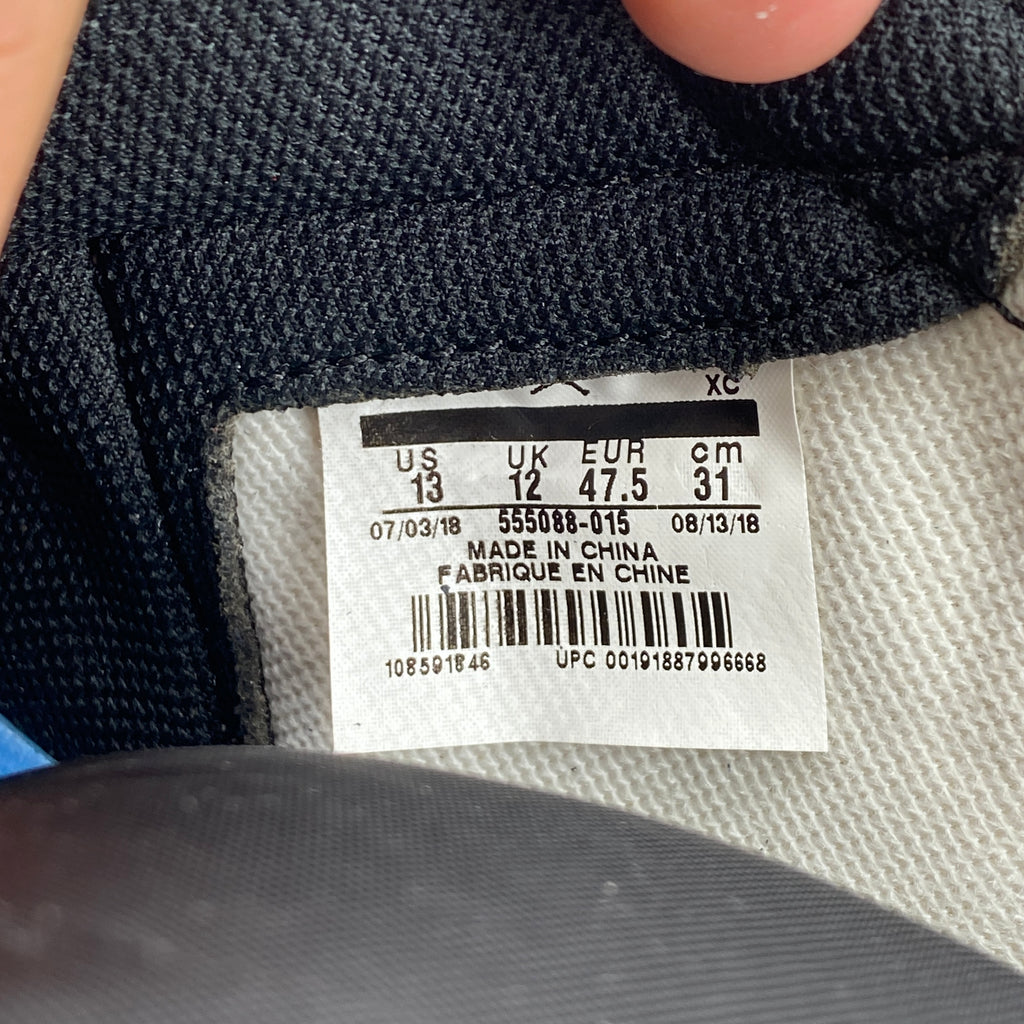 XC
US UK EUR cm
13 12 47.5 31
07/03/18 555088-015 08/13/18
MADE IN CHINA
FABRIQUE EN CHINE
108591846 UPC 00191887996668